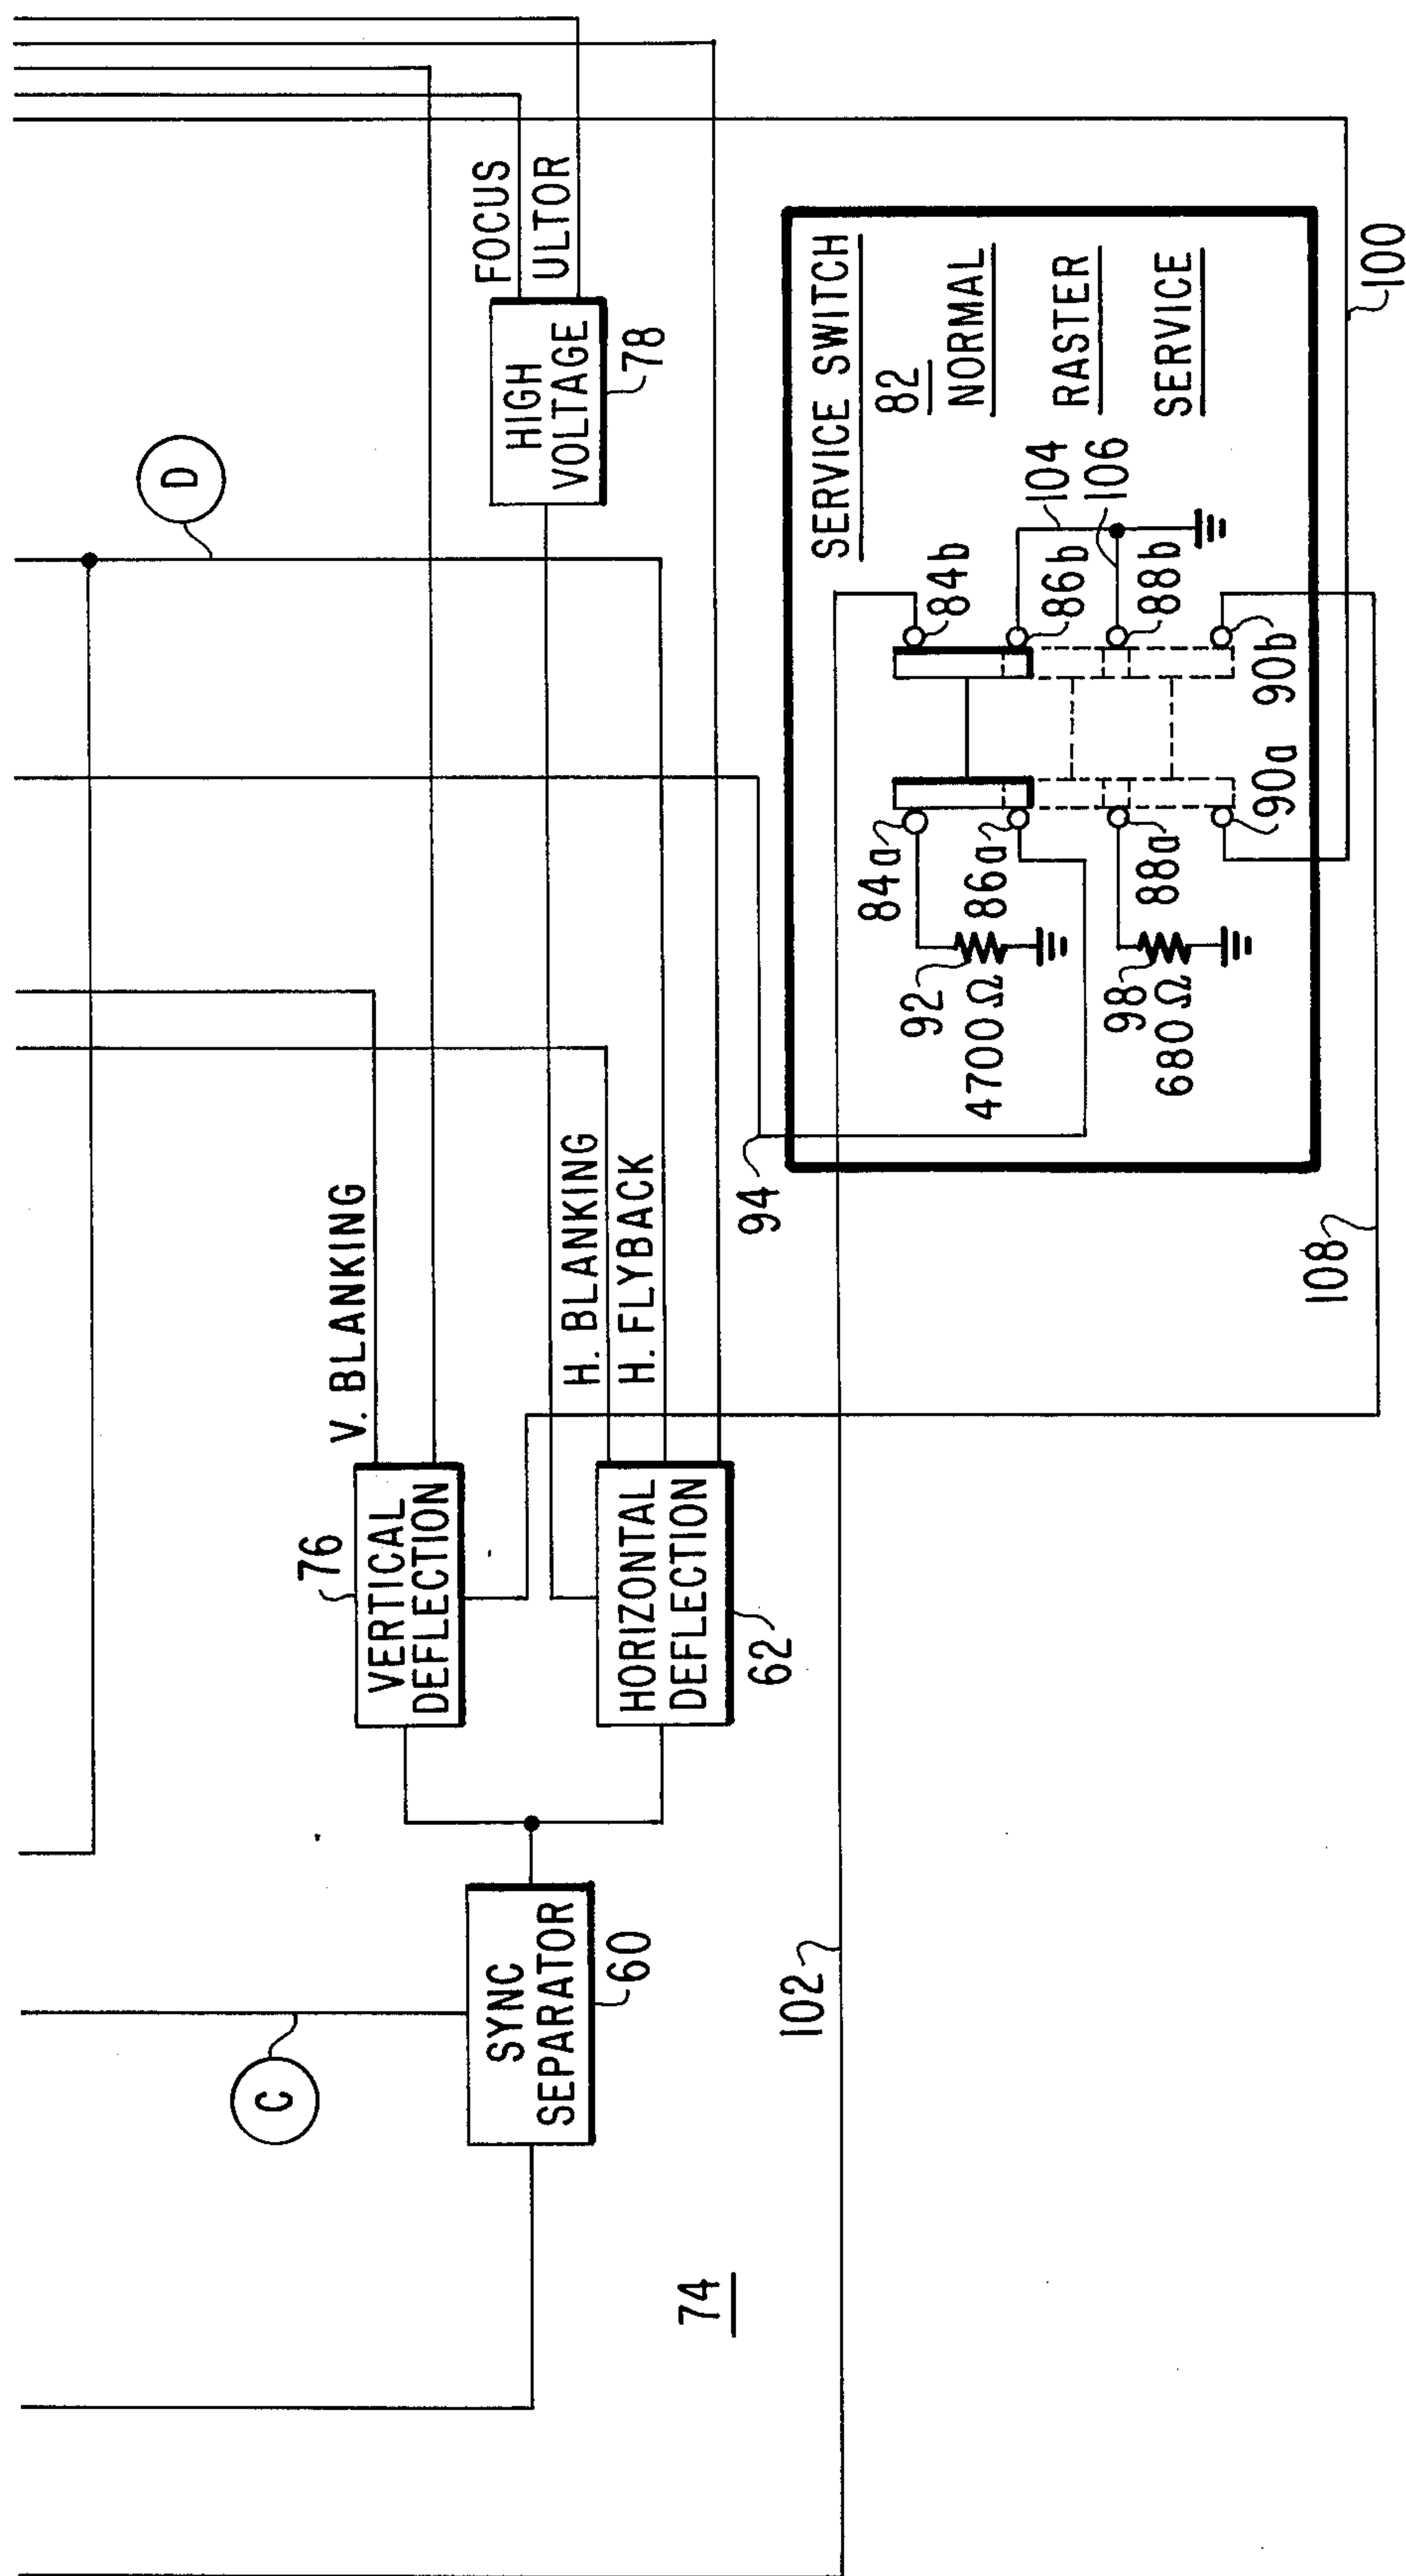 FOCUS
ULTOR
HIGH
VOLTAGE
78
D
V. BLANKING
H. BLANKING
H. FLYBACK
76
VERTICAL
DEFLECTION
HORIZONTAL
DEFLECTION
62
SYNC
SEPARATOR
60
C
74
102
94
108
100
SERVICE SWITCH
82
NORMAL
RASTER
SERVICE
104
106
84b
86b
88b
90b
84a
86a
88a
90a
92
4700Ω
98
680Ω